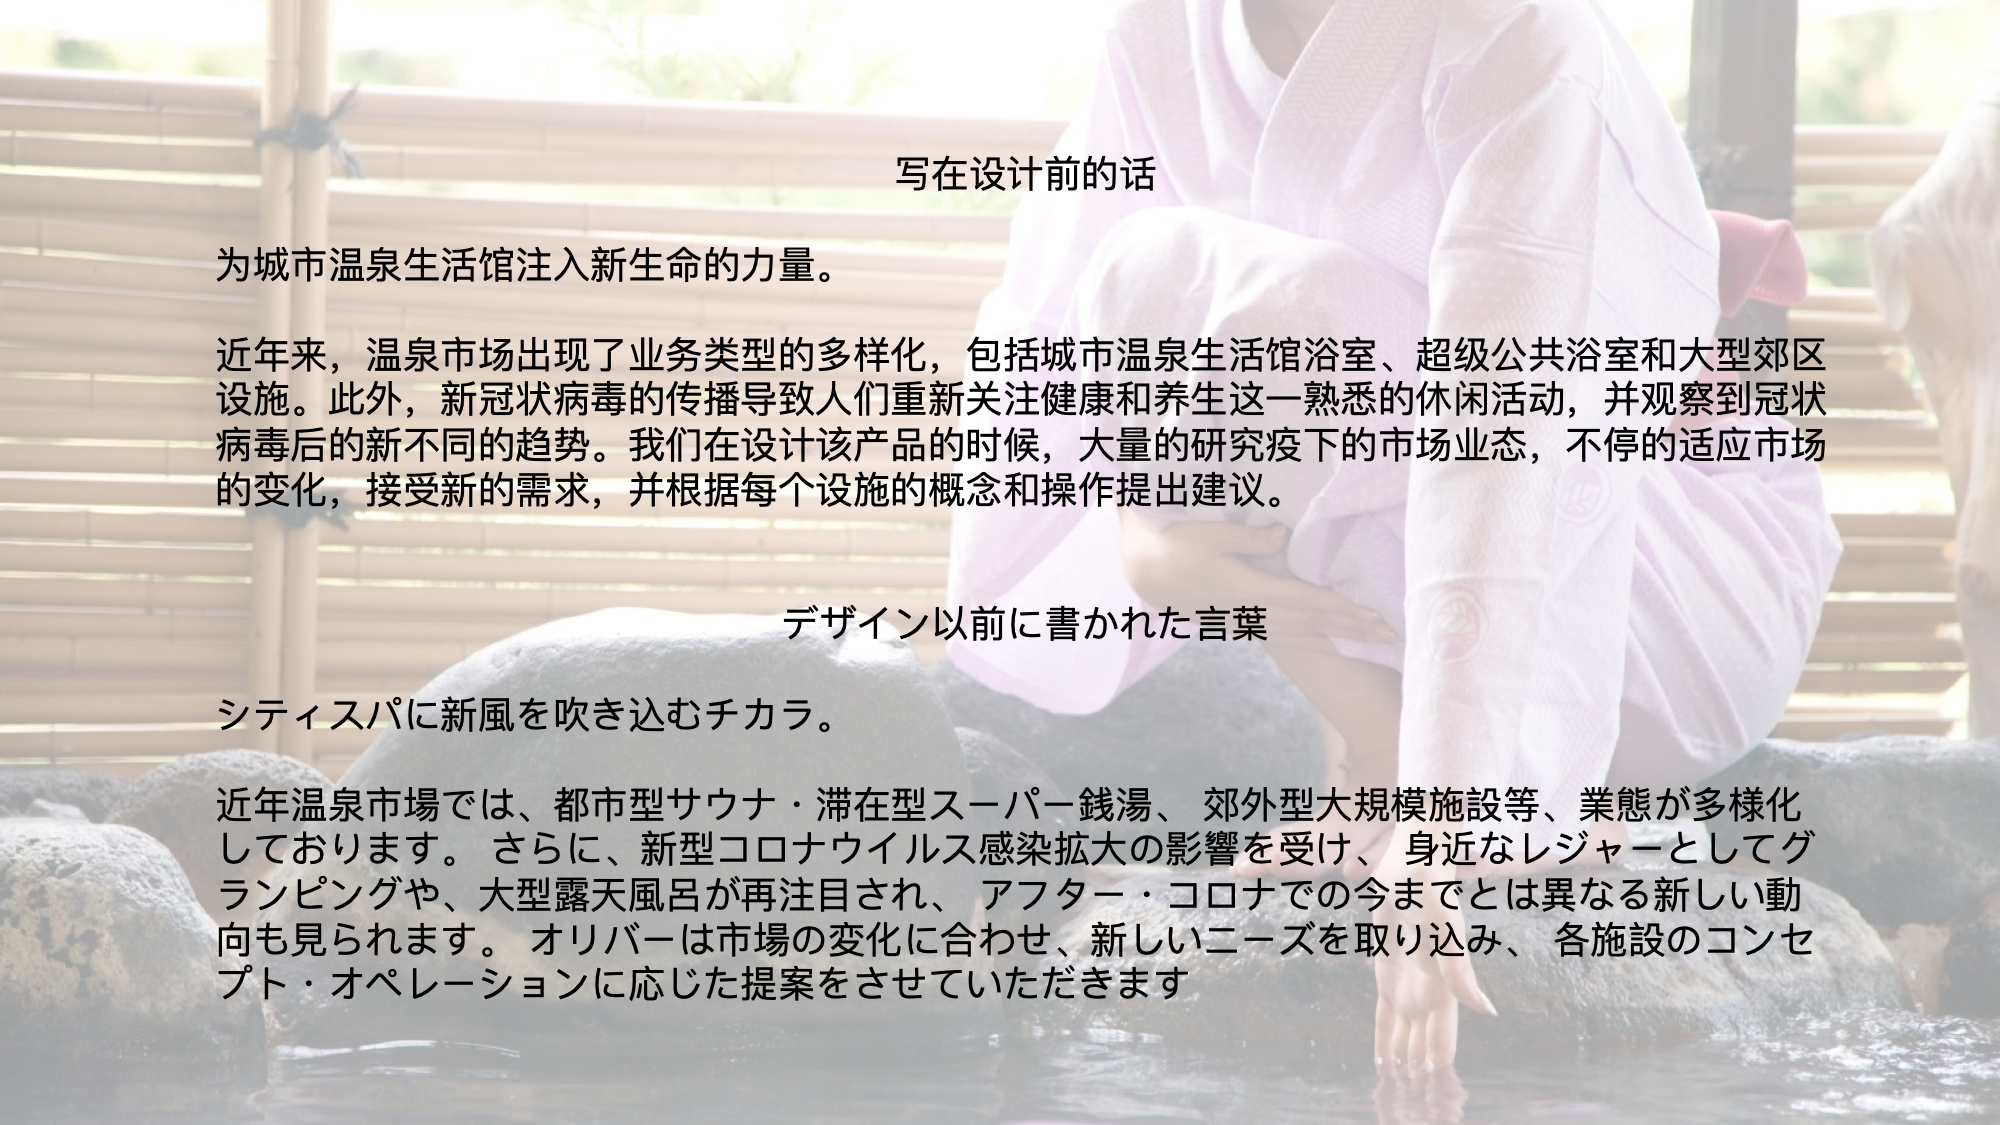 写在设计前的话
为城市温泉生活馆注入新生命的力量。
近年来，温泉市场出现了业务类型的多样化，包括城市温泉生活馆浴室、超级公共浴室和大型郊区
设施。此外，新冠状病毒的传播导致人们重新关注健康和养生这一熟悉的休闲活动，并观察到冠状
病毒后的新不同的趋势。我们在设计该产品的时候，大量的研究疫下的市场业态，不停的适应市场
的变化，接受新的需求，并根据每个设施的概念和操作提出建议。
デザイン以前に書かれた言葉
シティスパに新風を吹き込むチカラ。
近年温泉市場では、都市型サウナ・滞在型スーパー銭湯、 郊外型大規模施設等、業態が多様化
しております。 さらに、新型コロナウイルス感染拡大の影響を受け、 身近なレジャーとしてグ
ランピングや、大型露天風呂が再注目され、 アフター・コロナでの今までとは異なる新しい動
向も見られます。 オリバーは市場の変化に合わせ、新しいニーズを取り込み、 各施設のコンセ
プト・オペレーションに応じた提案をさせていただきます